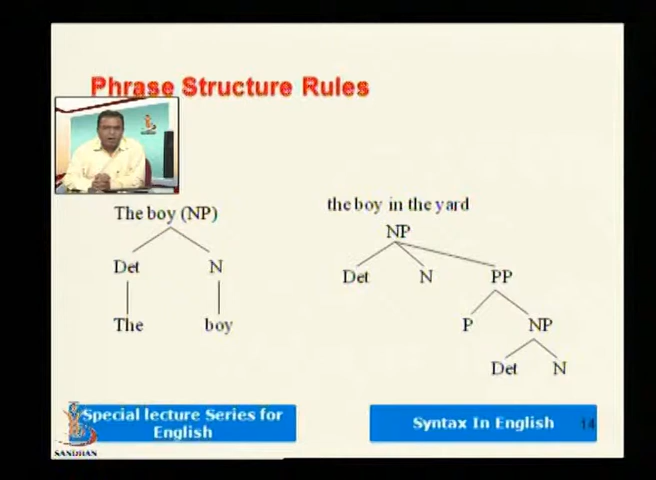 Phrase Structure Rules
The boy (NP)
Det N
The boy
the boy in the yard
NP
Det N PP
P NP
Det N
Special lecture Series for
English
Syntax In English
14
SANDHAN